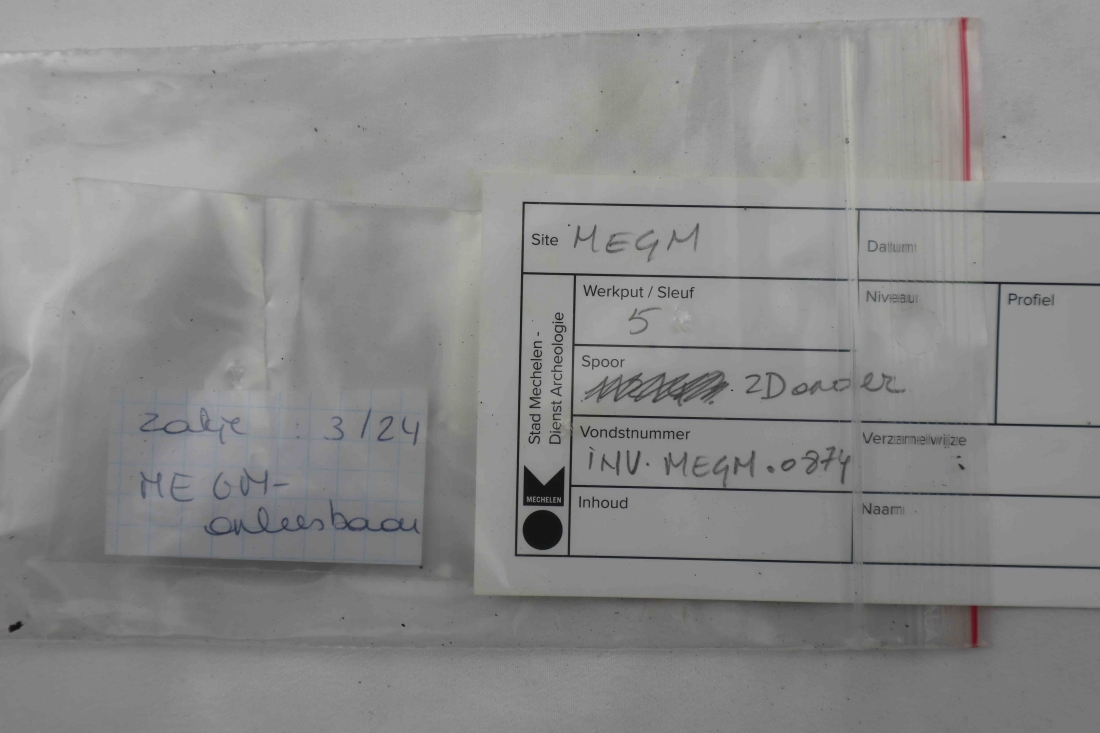 zakje : 3/24
MEGM-
onleesbaar
Site MEGM
Datum
Werkput / Sleuf
5
Niveau
Profiel
Spoor
2Donder
Vondstnummer
INV. MEGM.0874
Verzamelwijze
:
Inhoud
Naam
Stad Mechelen -
Dienst Archeologie
MECHELEN